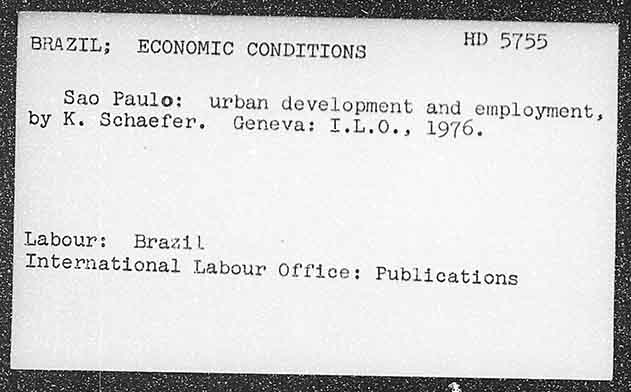 BRAZIL; ECONOMIC CONDITIONS HD 5755
Sao Paulo: urban development and employment,
by K. Schaefer. Geneva: I.L.O., 1976.
Labour: Brazil
International Labour Office: Publications